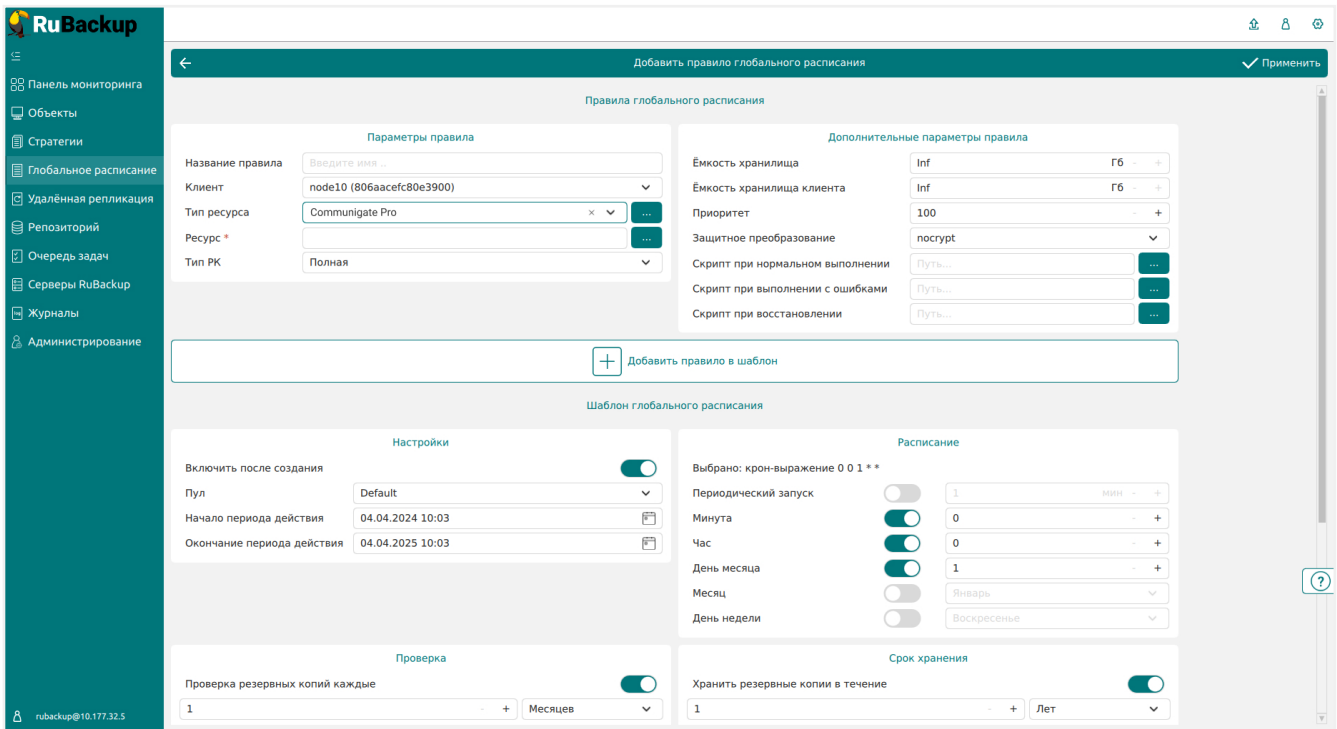 RuBackup
Панель мониторинга
Объекты
Стратегии
Глобальное расписание
Удалённая репликация
Репозиторий
Очередь задач
Серверы RuBackup
Журналы
Администрирование
rubackup@10.177.32.5
Добавить правило глобального расписания
Применить
Правила глобального расписания
Параметры правила
Название правила Введите имя ..
Клиент node10 (806aacefc80e3900)
Тип ресурса Communigate Pro × ...
Ресурс * ...
Тип РК Полная
Дополнительные параметры правила
Ёмкость хранилища Inf Гб - +
Ёмкость хранилища клиента Inf Гб - +
Приоритет 100 - +
Защитное преобразование nocrypt
Скрипт при нормальном выполнении Путь... ...
Скрипт при выполнении с ошибками Путь... ...
Скрипт при восстановлении Путь... ...
+ Добавить правило в шаблон
Шаблон глобального расписания
Настройки
Включить после создания
Пул Default
Начало периода действия 04.04.2024 10:03
Окончание периода действия 04.04.2025 10:03
Расписание
Выбрано: крон-выражение 0 0 1 * *
Периодический запуск 1 мин - +
Минута 0 - +
Час 0 - +
День месяца 1 - +
Месяц Январь
День недели Воскресенье
Проверка
Проверка резервных копий каждые
1 - + Месяцев
Срок хранения
Хранить резервные копии в течение
1 - + Лет
?